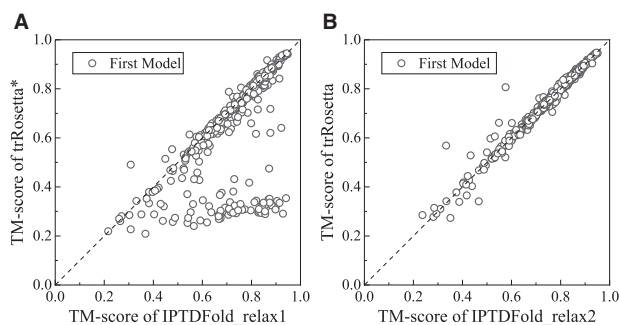 A
B
1.0
0.8
0.6
0.4
0.2
0.0
TM-score of trRosetta*
First Model
0.0 0.2 0.4 0.6 0.8 1.0
TM-score of IPTDFold_relax1
1.0
0.8
0.6
0.4
0.2
0.0
TM-score of trRosetta
First Model
0.0 0.2 0.4 0.6 0.8 1.0
TM-score of IPTDFold_relax2